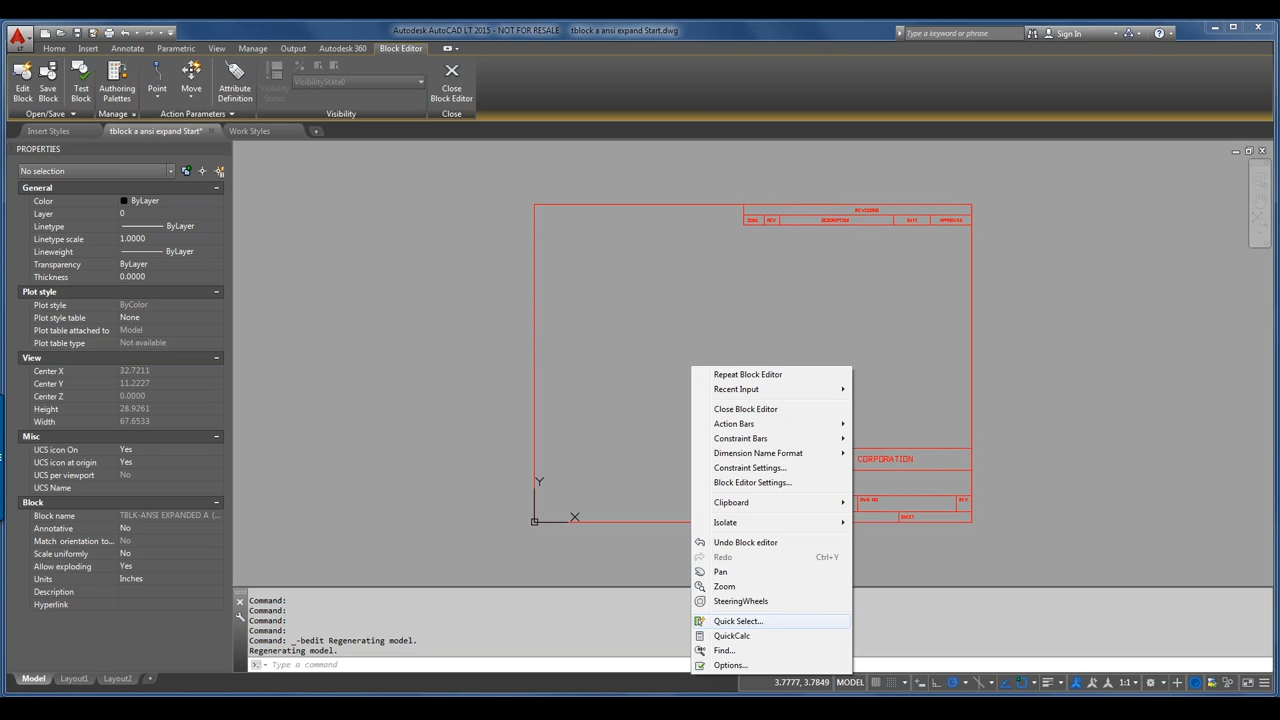 Autodesk AutoCAD LT 2015 - NOT FOR RESALE    tblock a ansi expand Start.dwg
Type a keyword or phrase
Sign In
LT
Home Insert Annotate Parametric View Manage Output Autodesk 360 Block Editor
Edit Block
Save Block
Test Block
Authoring Palettes
Point
Move
Attribute Definition
Visibility States
VisibilityState0
Close Block Editor
Open/Save Manage Action Parameters Visibility Close
Insert Styles
tblock a ansi expand Start*
Work Styles
PROPERTIES
No selection
General
Color ByLayer
Layer 0
Linetype ByLayer
Linetype scale 1.0000
Lineweight ByLayer
Transparency ByLayer
Thickness 0.0000
Plot style
Plot style ByColor
Plot style table None
Plot table attached to Model
Plot table type Not available
View
Center X 32.7211
Center Y 11.2227
Center Z 0.0000
Height 28.9261
Width 67.6533
Misc
UCS icon On Yes
UCS icon at origin Yes
UCS per viewport No
UCS Name
Block
Block name TBLK-ANSI EXPANDED A (...
Annotative No
Match orientation to... No
Scale uniformly No
Allow exploding Yes
Units Inches
Description
Hyperlink
REVISIONS
ZONE REV DESCRIPTION DATE APPROVED
Y
X
CORPORATION
DWG NO.
REV
SHEET
Repeat Block Editor
Recent Input
Close Block Editor
Action Bars
Constraint Bars
Dimension Name Format
Constraint Settings...
Block Editor Settings...
Clipboard
Isolate
Undo Block editor
Redo Ctrl+Y
Pan
Zoom
SteeringWheels
Quick Select...
QuickCalc
Find...
Options...
Command:
Command:
Command:
Command:
Command: _-bedit Regenerating model.
Regenerating model.
Type a command
Model Layout1 Layout2
3.7777, 3.7849 MODEL
1:1